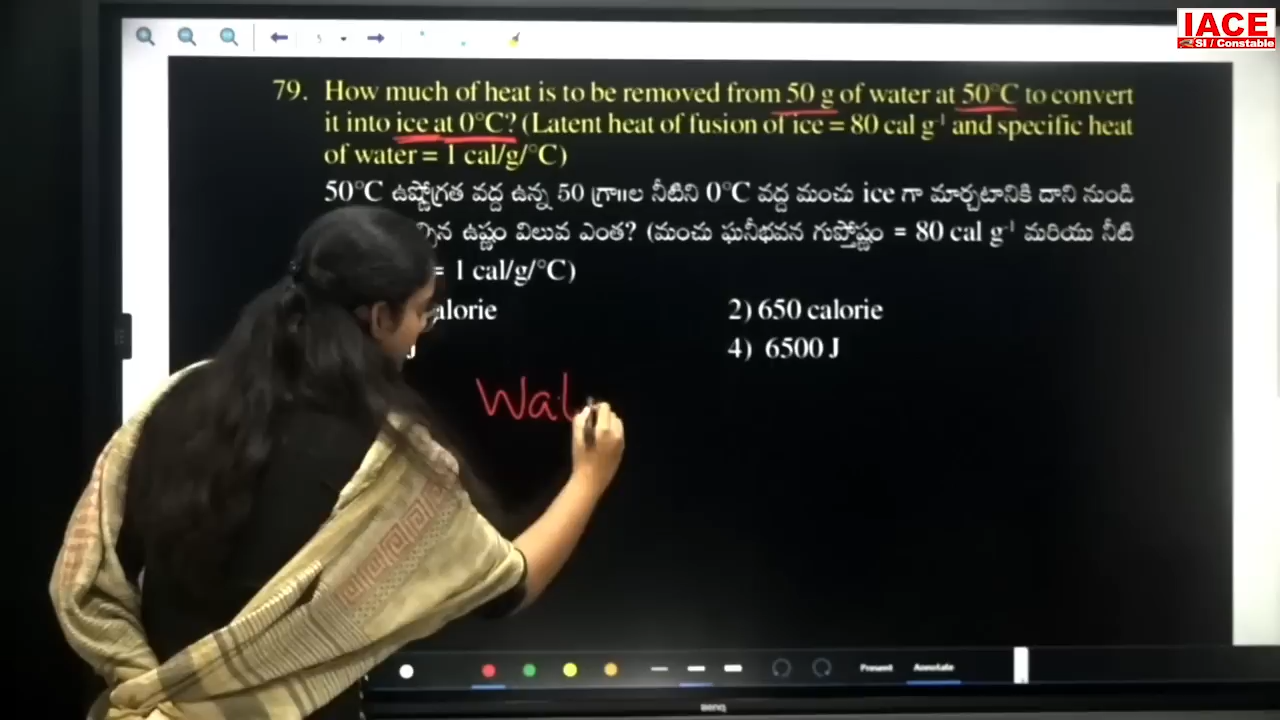 IACE
SI / Constable
5
79. How much of heat is to be removed from 50 g of water at 50°C to convert
it into ice at 0°C? (Latent heat of fusion of ice = 80 cal g⁻¹ and specific heat
of water = 1 cal/g/°C)
50°C ఉష్ణోగ్రత వద్ద ఉన్న 50 గ్రా॥ల నీటిని 0°C వద్ద మంచు ice గా మార్చటానికి దాని నుండి
ఉష్ణం విలువ ఎంత? (మంచు ఘనీభవన గుప్తోష్ణం = 80 cal g⁻¹ మరియు నీటి
= 1 cal/g/°C)
alorie 2) 650 calorie
J 4) 6500 J
Wat
Present Annotate
BenQ